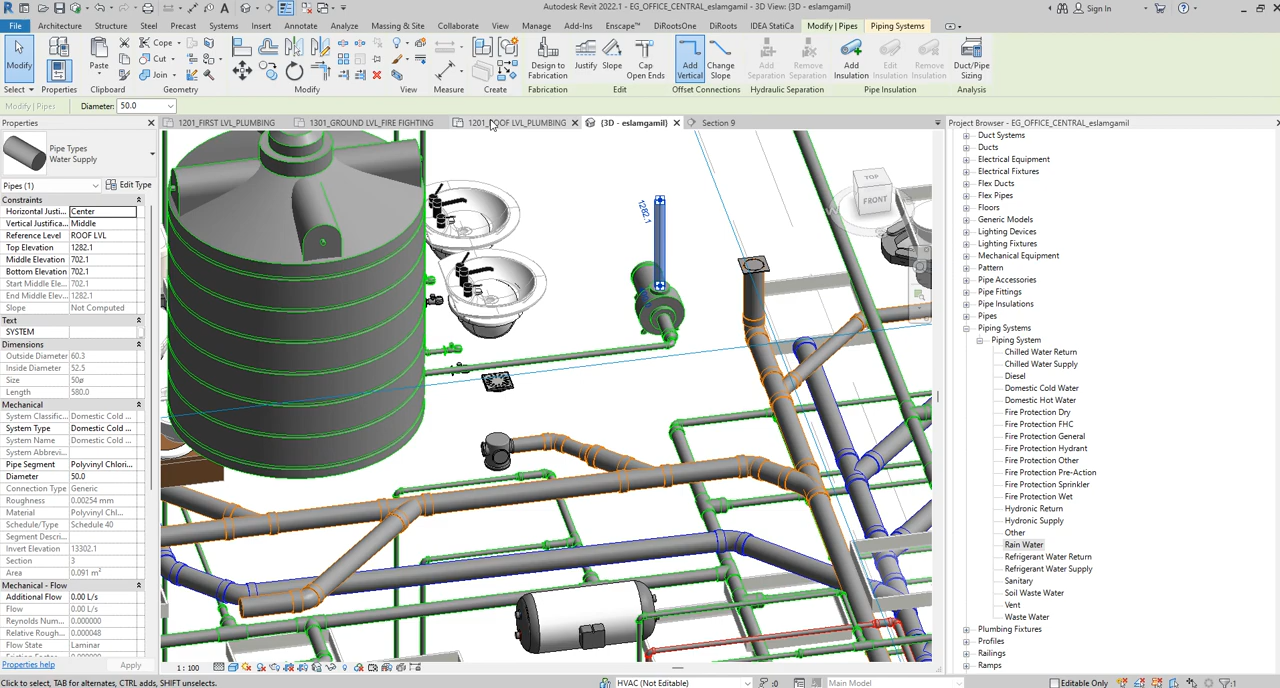 Autodesk Revit 2022.1 - EG_OFFICE_CENTRAL_eslamgamil - 3D View: {3D - eslamgamil}
Sign In
File Architecture Structure Steel Precast Systems Insert Annotate Analyze Massing & Site Collaborate View Manage Add-Ins Enscape™ DiRootsOne DiRoots IDEA StatiCa Modify | Pipes Piping Systems
Modify Paste Cope Cut Join Design to Fabrication Justify Slope Cap Open Ends Add Vertical Change Slope Add Separation Remove Separation Add Insulation Edit Insulation Remove Insulation Duct/Pipe Sizing
Select Properties Clipboard Geometry Modify View Measure Create Fabrication Edit Offset Connections Hydraulic Separation Pipe Insulation Analysis
Modify | Pipes Diameter: 50.0
Properties
1201_FIRST LVL_PLUMBING 1301_GROUND LVL_FIRE FIGHTING 1201_ROOF LVL_PLUMBING {3D - eslamgamil} Section 9
Project Browser - EG_OFFICE_CENTRAL_eslamgamil
Pipe Types
Water Supply
Pipes (1) Edit Type
Constraints
Horizontal Justi... Center
Vertical Justifica... Middle
Reference Level ROOF LVL
Top Elevation 1282.1
Middle Elevation 702.1
Bottom Elevation 702.1
Start Middle Elev... 702.1
End Middle Elev... 1282.1
Slope Not Computed
Text
SYSTEM
Dimensions
Outside Diameter 60.3
Inside Diameter 52.5
Size 50ø
Length 580.0
Mechanical
System Classific... Domestic Cold ...
System Type Domestic Cold ...
System Name Domestic Cold ...
System Abbrevi...
Pipe Segment Polyvinyl Chlori...
Diameter 50.0
Connection Type Generic
Roughness 0.00254 mm
Material Polyvinyl Chl...
Schedule/Type Schedule 40
Segment Descri...
Invert Elevation 13302.1
Section 3
Area 0.091 m²
Mechanical - Flow
Additional Flow 0.00 L/s
Flow 0.00 L/s
Reynolds Num... 0.000000
Relative Rough... 0.000048
Flow State Laminar
Properties help Apply
1282.1
TOP
FRONT
W
Duct Systems
Ducts
Electrical Equipment
Electrical Fixtures
Flex Ducts
Flex Pipes
Floors
Generic Models
Lighting Devices
Lighting Fixtures
Mechanical Equipment
Pattern
Pipe Accessories
Pipe Fittings
Pipe Insulations
Pipes
Piping Systems
Piping System
Chilled Water Return
Chilled Water Supply
Diesel
Domestic Cold Water
Domestic Hot Water
Fire Protection Dry
Fire Protection FHC
Fire Protection General
Fire Protection Hydrant
Fire Protection Other
Fire Protection Pre-Action
Fire Protection Sprinkler
Fire Protection Wet
Hydronic Return
Hydronic Supply
Other
Rain Water
Refrigerant Water Return
Refrigerant Water Supply
Sanitary
Soil Waste Water
Vent
Waste Water
Plumbing Fixtures
Profiles
Railings
Ramps
1 : 100
Click to select, TAB for alternates, CTRL adds, SHIFT unselects. HVAC (Not Editable) :0 Main Model Editable Only :1